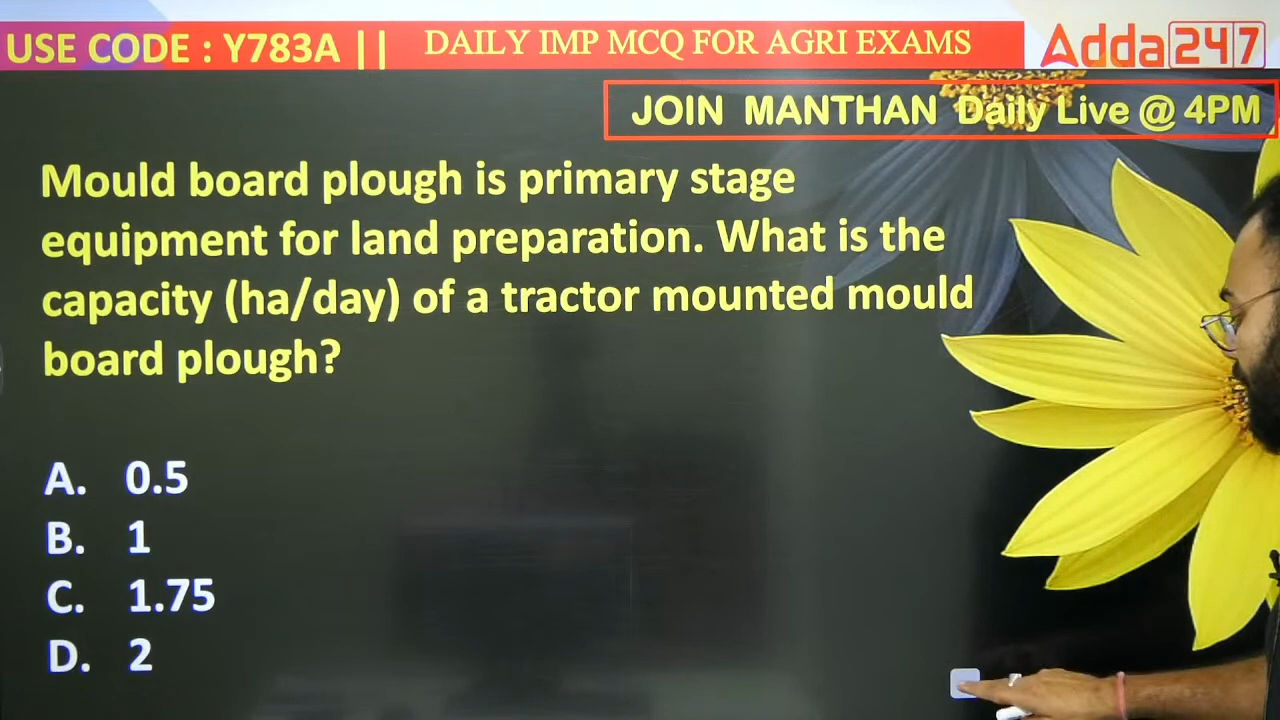 USE CODE : Y783A || DAILY IMP MCQ FOR AGRI EXAMS Adda 247
JOIN MANTHAN Daily Live @ 4PM
Mould board plough is primary stage
equipment for land preparation. What is the
capacity (ha/day) of a tractor mounted mould
board plough?
A. 0.5
B. 1
C. 1.75
D. 2